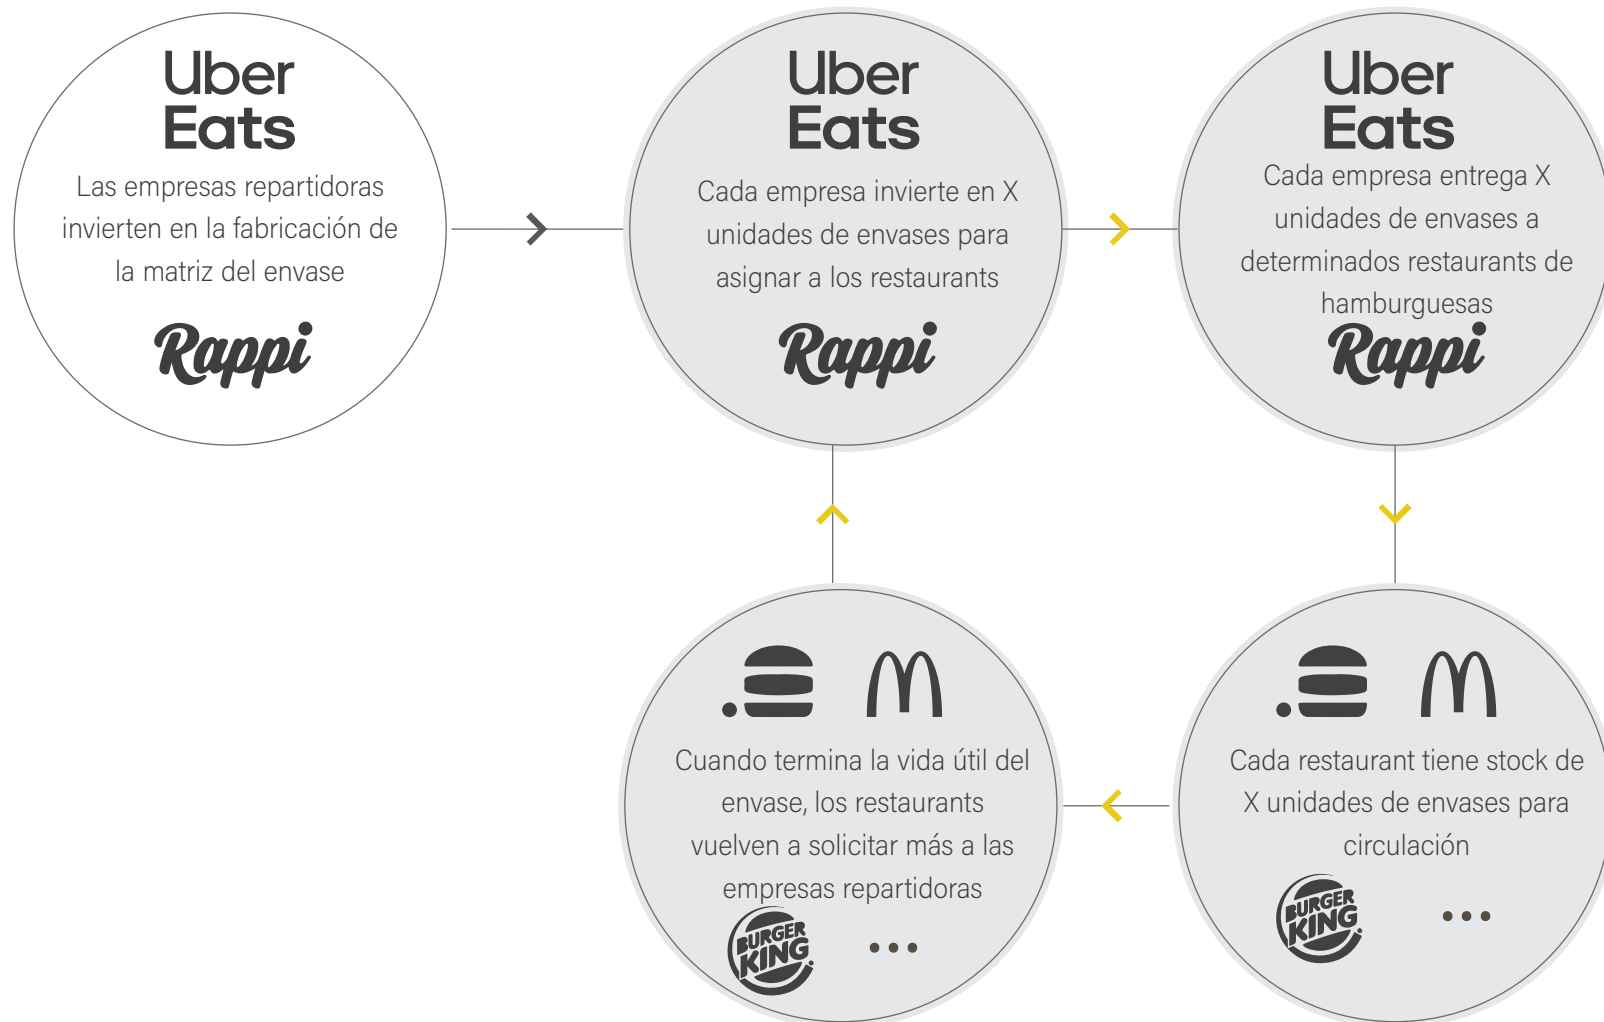 Uber
Eats
Las empresas repartidoras
invierten en la fabricación de
la matriz del envase
Rappi
Uber
Eats
Cada empresa invierte en X
unidades de envases para
asignar a los restaurants
Rappi
Uber
Eats
Cada empresa entrega X
unidades de envases a
determinados restaurants de
hamburguesas
Rappi
Cuando termina la vida útil del
envase, los restaurants
vuelven a solicitar más a las
empresas repartidoras
BURGER
KING
...
Cada restaurant tiene stock de
X unidades de envases para
circulación
BURGER
KING
...